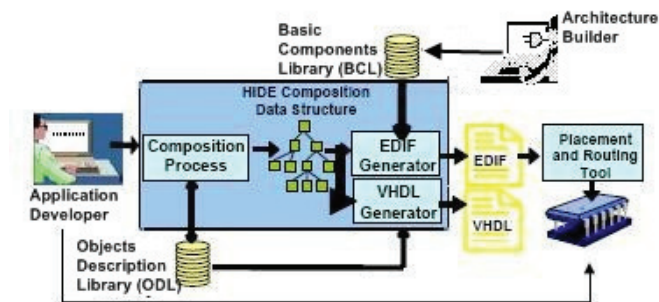 Architecture
Builder
Basic
Components
Library (BCL)
HIDE Composition
Data Structure
Composition
Process
EDIF
Generator
VHDL
Generator
EDIF
VHDL
Placement
and Routing
Tool
Application
Developer
Objects
Description
Library (ODL)